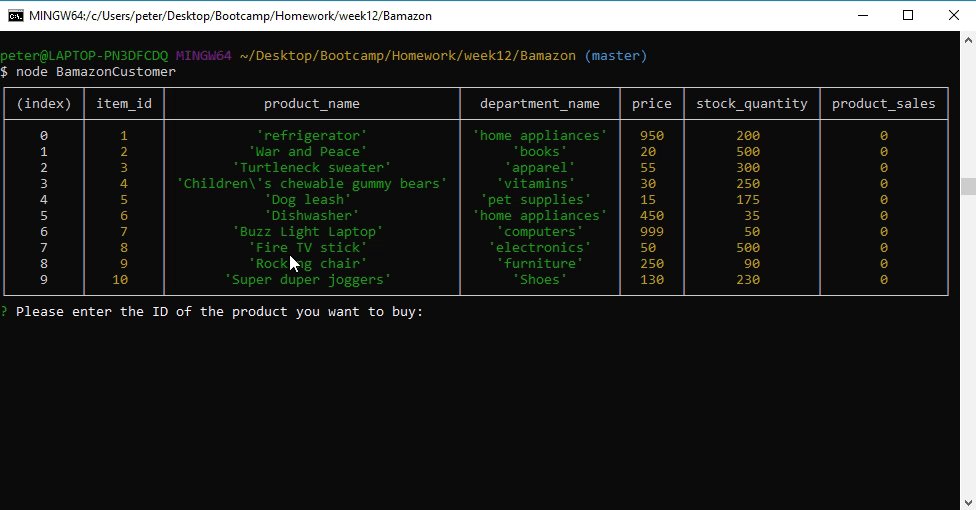 MINGW64:/c/Users/peter/Desktop/Bootcamp/Homework/week12/Bamazon
peter@LAPTOP-PN3DFCDQ MINGW64 ~/Desktop/Bootcamp/Homework/week12/Bamazon (master)
$ node BamazonCustomer
(index) item_id product_name department_name price stock_quantity product_sales
0 1 'refrigerator' 'home appliances' 950 200 0
1 2 'War and Peace' 'books' 20 500 0
2 3 'Turtleneck sweater' 'apparel' 55 300 0
3 4 'Children\'s chewable gummy bears' 'vitamins' 30 250 0
4 5 'Dog leash' 'pet supplies' 15 175 0
5 6 'Dishwasher' 'home appliances' 450 35 0
6 7 'Buzz Light Laptop' 'computers' 999 50 0
7 8 'Fire TV stick' 'electronics' 50 500 0
8 9 'Rocking chair' 'furniture' 250 90 0
9 10 'Super duper joggers' 'Shoes' 130 230 0
? Please enter the ID of the product you want to buy: